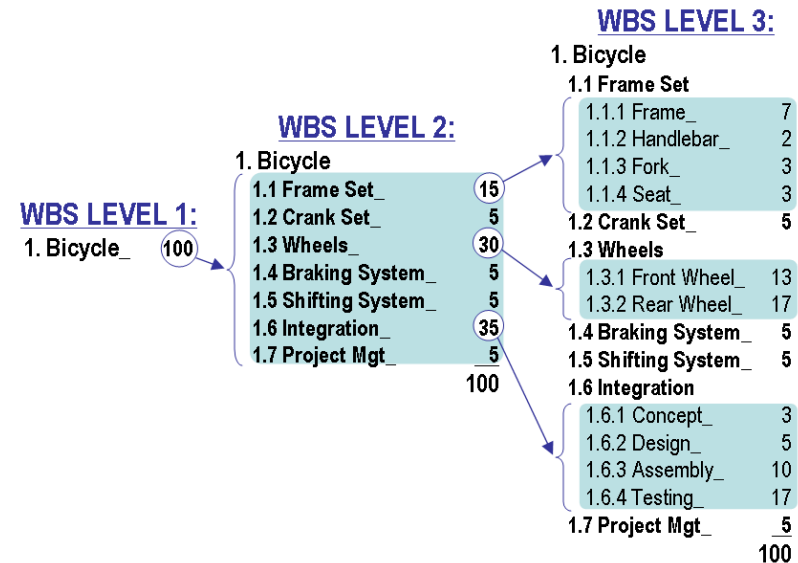 WBS LEVEL 1:
1. Bicycle_ 100
WBS LEVEL 2:
1. Bicycle
1.1 Frame Set_ 15
1.2 Crank Set_ 5
1.3 Wheels_ 30
1.4 Braking System_ 5
1.5 Shifting System_ 5
1.6 Integration_ 35
1.7 Project Mgt_ 5
100
WBS LEVEL 3:
1. Bicycle
1.1 Frame Set
1.1.1 Frame_ 7
1.1.2 Handlebar_ 2
1.1.3 Fork_ 3
1.1.4 Seat_ 3
1.2 Crank Set_ 5
1.3 Wheels
1.3.1 Front Wheel_ 13
1.3.2 Rear Wheel_ 17
1.4 Braking System_ 5
1.5 Shifting System_ 5
1.6 Integration
1.6.1 Concept_ 3
1.6.2 Design_ 5
1.6.3 Assembly_ 10
1.6.4 Testing_ 17
1.7 Project Mgt_ 5
100